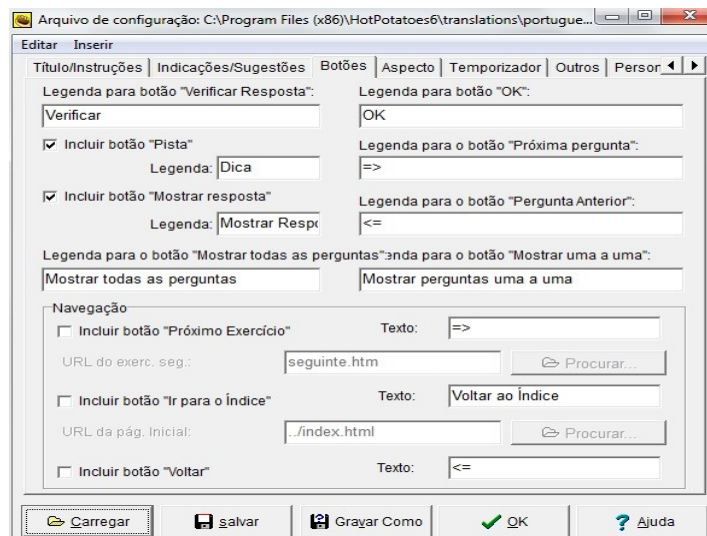 Arquivo de configuração: C:\Program Files (x86)\HotPotatoes6\translations\portugue...
Editar Inserir
Título/Instruções Indicações/Sugestões Botões Aspecto Temporizador Outros Person
Legenda para botão "Verificar Resposta": Legenda para botão "OK":
Verificar OK
Incluir botão "Pista" Legenda para o botão "Próxima pergunta":
Legenda: Dica =>
Incluir botão "Mostrar resposta" Legenda para o botão "Pergunta Anterior":
Legenda: Mostrar Respo <=
Legenda para o botão "Mostrar todas as perguntas": enda para o botão "Mostrar uma a uma":
Mostrar todas as perguntas Mostrar perguntas uma a uma
Navegação
Incluir botão "Próximo Exercício" Texto: =>
URL do exerc. seg.: seguinte.htm Procurar...
Incluir botão "Ir para o Índice" Texto: Voltar ao Índice
URL da pág. Inicial: ../index.html Procurar...
Incluir botão "Voltar" Texto: <=
Carregar salvar Gravar Como OK Ajuda